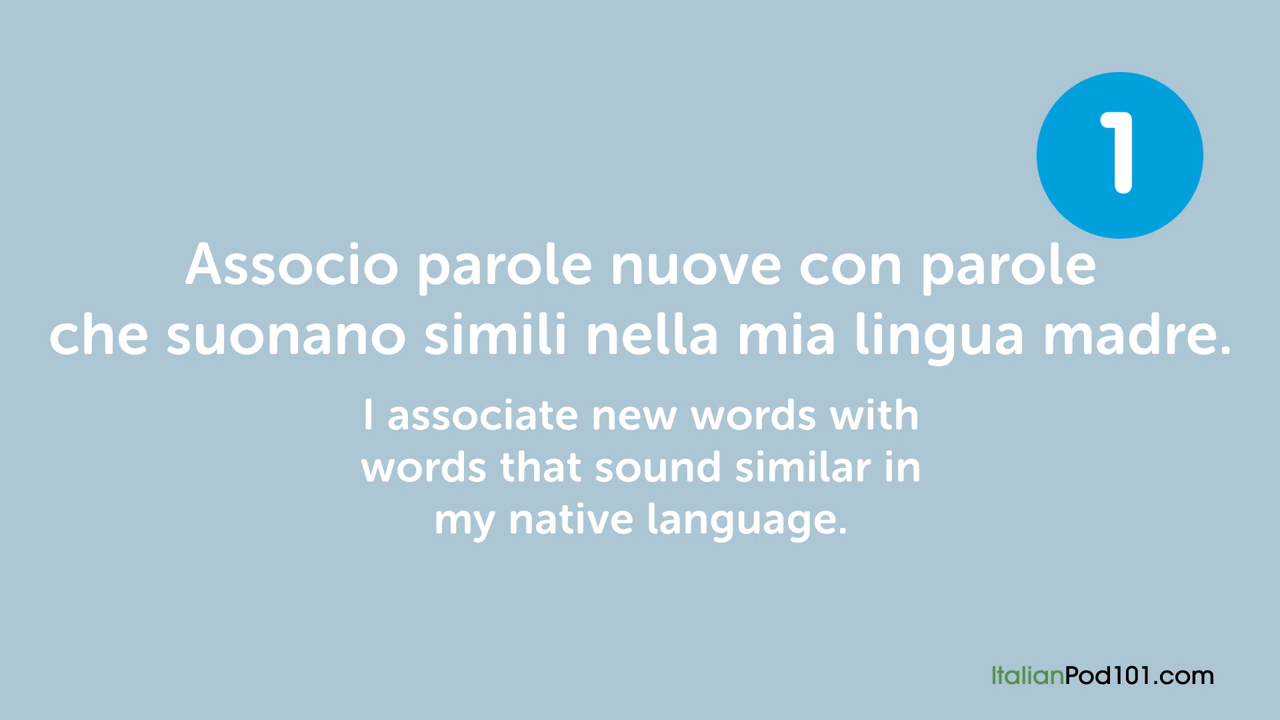 1
Associo parole nuove con parole
che suonano simili nella mia lingua madre.
I associate new words with
words that sound similar in
my native language.
ItalianPod101.com